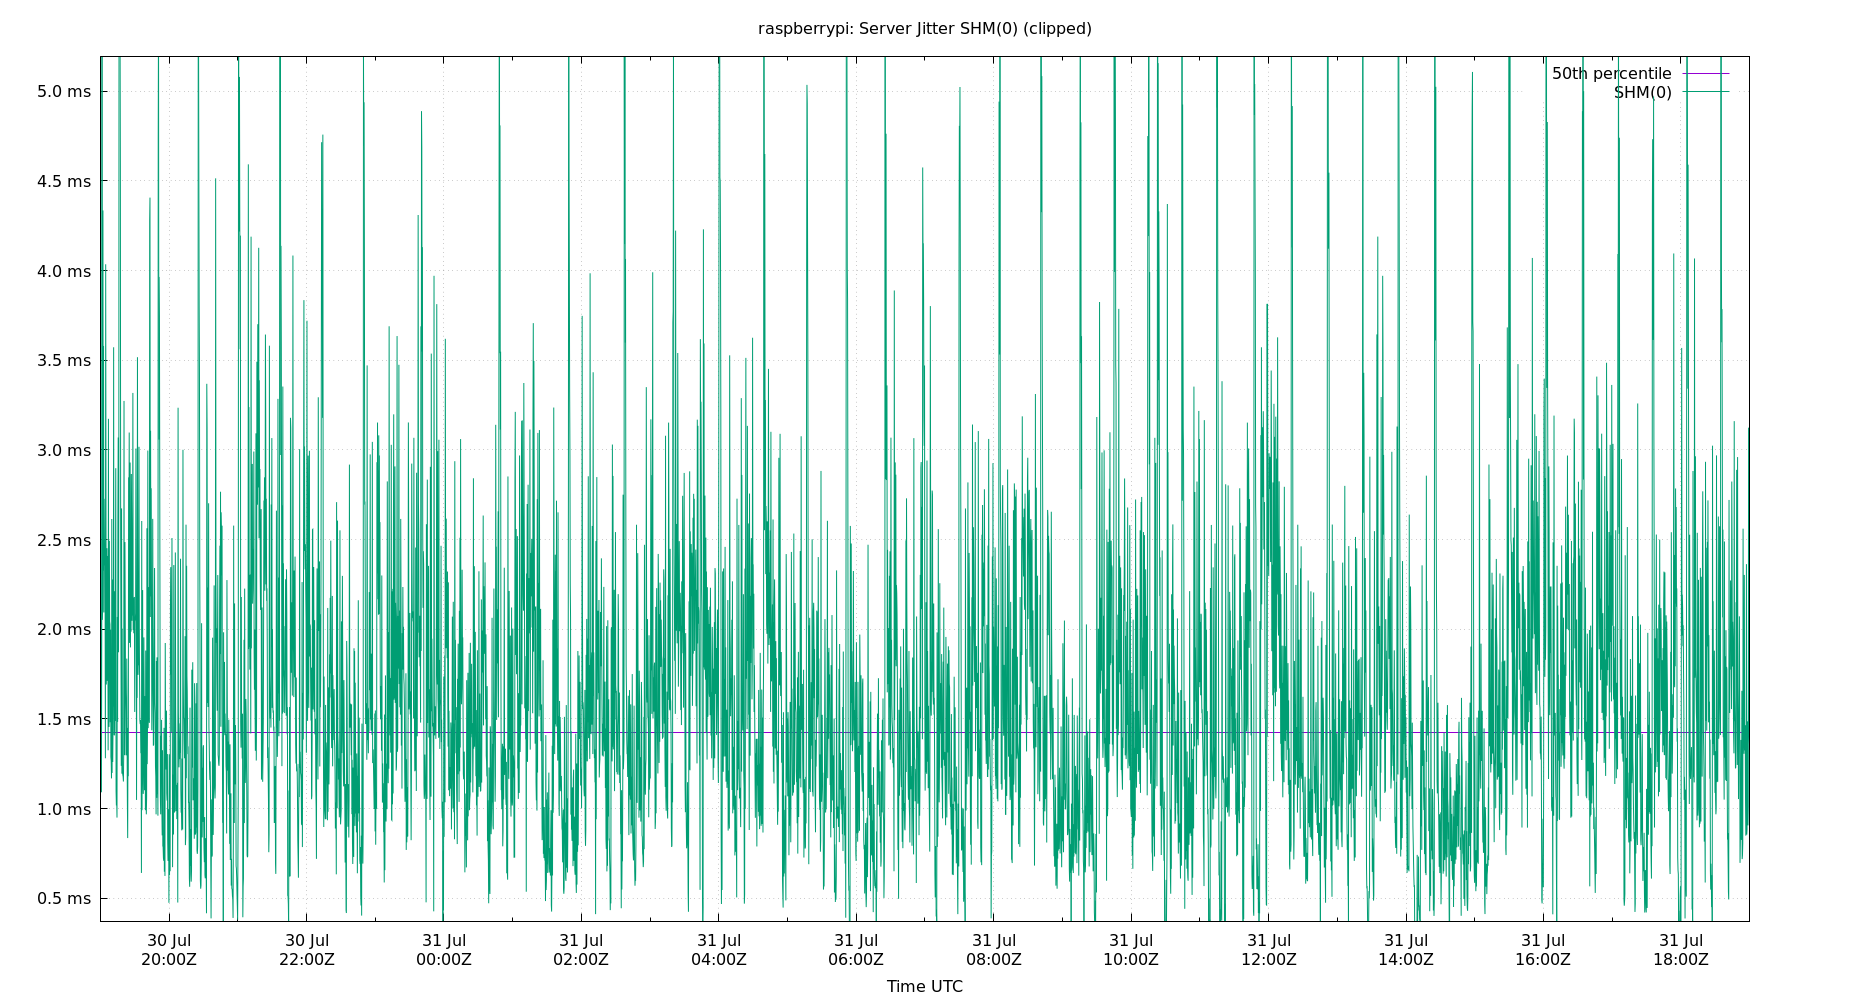 raspberrypi: Server Jitter SHM(0) (clipped)
50th percentile
SHM(0)
5.0 ms
4.5 ms
4.0 ms
3.5 ms
3.0 ms
2.5 ms
2.0 ms
1.5 ms
1.0 ms
0.5 ms
30 Jul 30 Jul 31 Jul 31 Jul 31 Jul 31 Jul 31 Jul 31 Jul 31 Jul 31 Jul 31 Jul 31 Jul
20:00Z 22:00Z 00:00Z 02:00Z 04:00Z 06:00Z 08:00Z 10:00Z 12:00Z 14:00Z 16:00Z 18:00Z
Time UTC